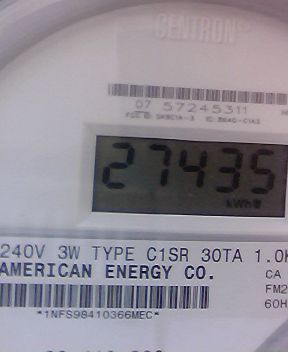 CENTRON
07 57245311
27435
kWh
240V 3W TYPE C1SR 30TA 1.0K
AMERICAN ENERGY CO.
CA
FM2
60H
*1NFS98410366MEC*